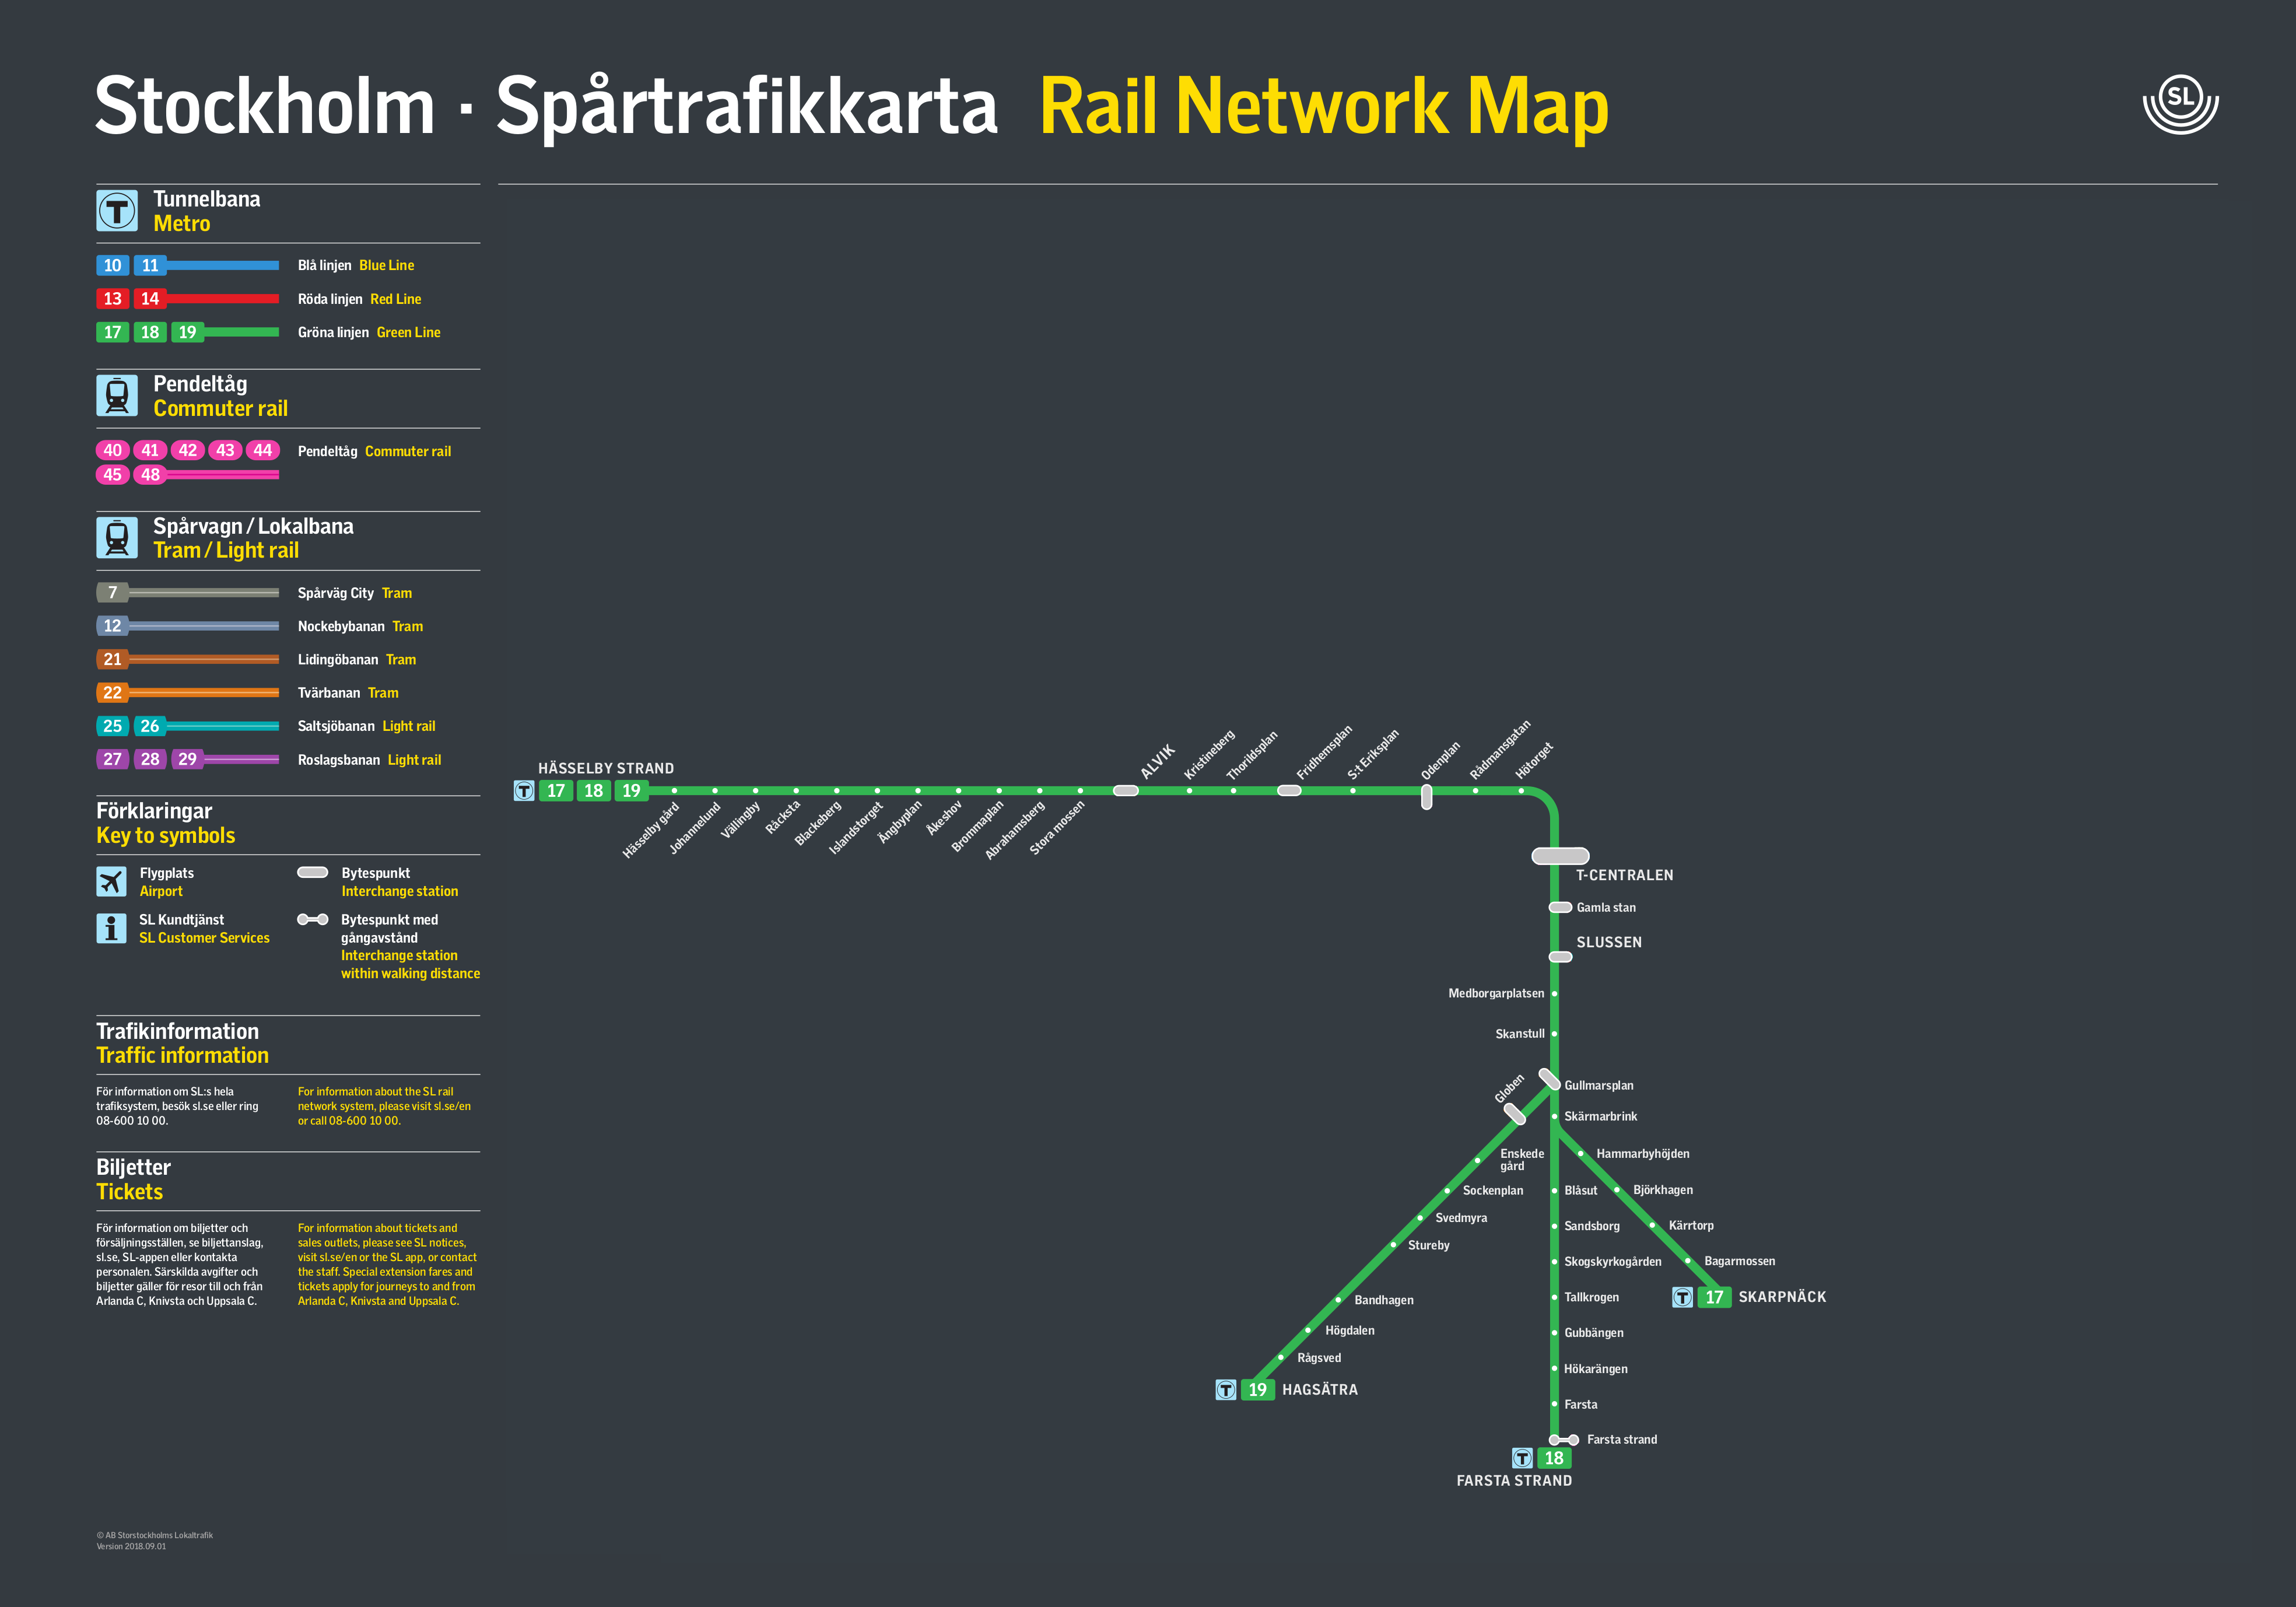 Stockholm · Spårtrafikkarta Rail Network Map
SL
T
Tunnelbana
Metro
10 11 Blå linjen Blue Line
13 14 Röda linjen Red Line
17 18 19 Gröna linjen Green Line
Pendeltåg
Commuter rail
40 41 42 43 44 Pendeltåg Commuter rail
45 48
Spårvagn / Lokalbana
Tram / Light rail
7 Spårväg City Tram
12 Nockebybanan Tram
21 Lidingöbanan Tram
22 Tvärbanan Tram
25 26 Saltsjöbanan Light rail
27 28 29 Roslagsbanan Light rail
Förklaringar
Key to symbols
Flygplats
Airport
Bytespunkt
Interchange station
i
SL Kundtjänst
SL Customer Services
Bytespunkt med
gångavstånd
Interchange station
within walking distance
Trafikinformation
Traffic information
För information om SL:s hela
trafiksystem, besök sl.se eller ring
08-600 10 00.
For information about the SL rail
network system, please visit sl.se/en
or call 08-600 10 00.
Biljetter
Tickets
För information om biljetter och
försäljningsställen, se biljettanslag,
sl.se, SL-appen eller kontakta
personalen. Särskilda avgifter och
biljetter gäller för resor till och från
Arlanda C, Knivsta och Uppsala C.
For information about tickets and
sales outlets, please see SL notices,
visit sl.se/en or the SL app, or contact
the staff. Special extension fares and
tickets apply for journeys to and from
Arlanda C, Knivsta and Uppsala C.
© AB Storstockholms Lokaltrafik
Version 2018.09.01
HÄSSELBY STRAND
T 17 18 19
Hässelby gård
Johannelund
Vällingby
Råcksta
Blackeberg
Islandstorget
Ängbyplan
Åkeshov
Brommaplan
Abrahamsberg
Stora mossen
ALVIK
Kristineberg
Thorildsplan
Fridhemsplan
S:t Eriksplan
Odenplan
Rådmansgatan
Hötorget
T-CENTRALEN
Gamla stan
SLUSSEN
Medborgarplatsen
Skanstull
Gullmarsplan
Skärmarbrink
Globen
Enskede
gård
Sockenplan
Svedmyra
Stureby
Bandhagen
Högdalen
Rågsved
T 19 HAGSÄTRA
Hammarbyhöjden
Björkhagen
Kärrtorp
Bagarmossen
T 17 SKARPNÄCK
Blåsut
Sandsborg
Skogskyrkogården
Tallkrogen
Gubbängen
Hökarängen
Farsta
Farsta strand
T 18
FARSTA STRAND